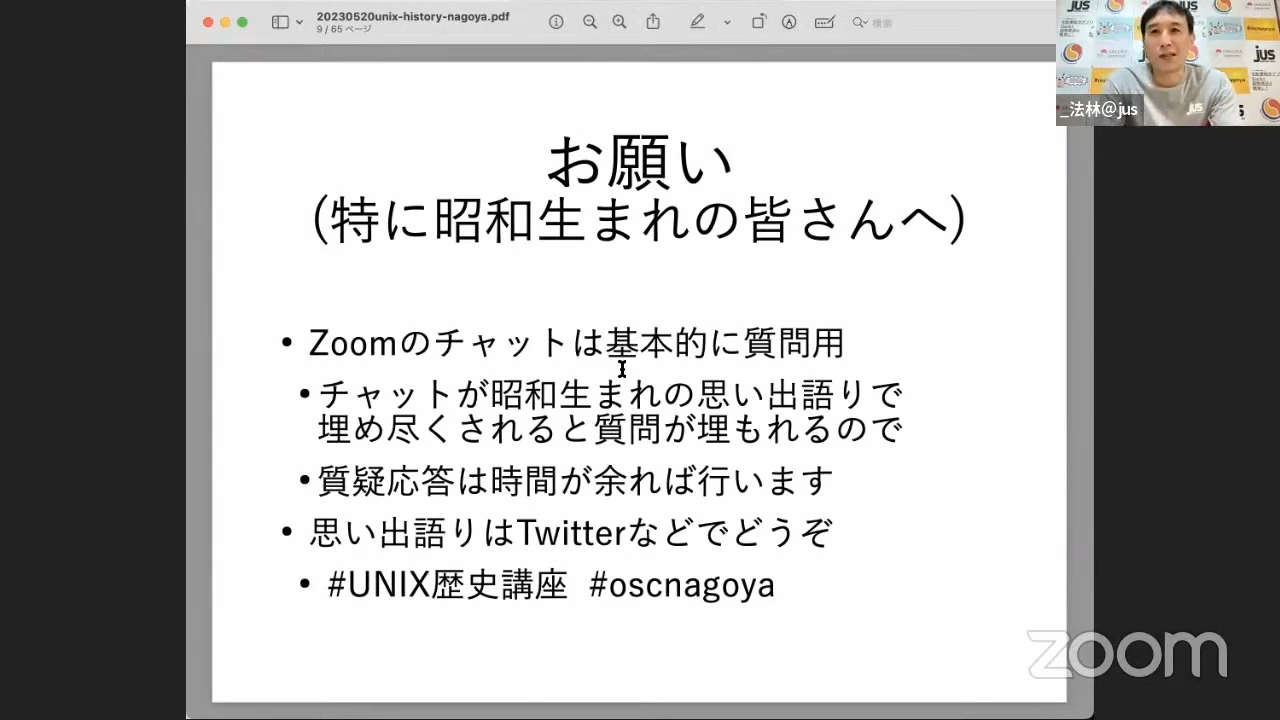 20230520unix-history-nagoya.pdf
9 / 65 ページ
検索
jus
jus
_法林@jus
お願い
(特に昭和生まれの皆さんへ)
• Zoomのチャットは基本的に質問用
• チャットが昭和生まれの思い出語りで
埋め尽くされると質問が埋もれるので
• 質疑応答は時間が余れば行います
• 思い出語りはTwitterなどでどうぞ
• #UNIX歴史講座 #oscnagoya
zoom